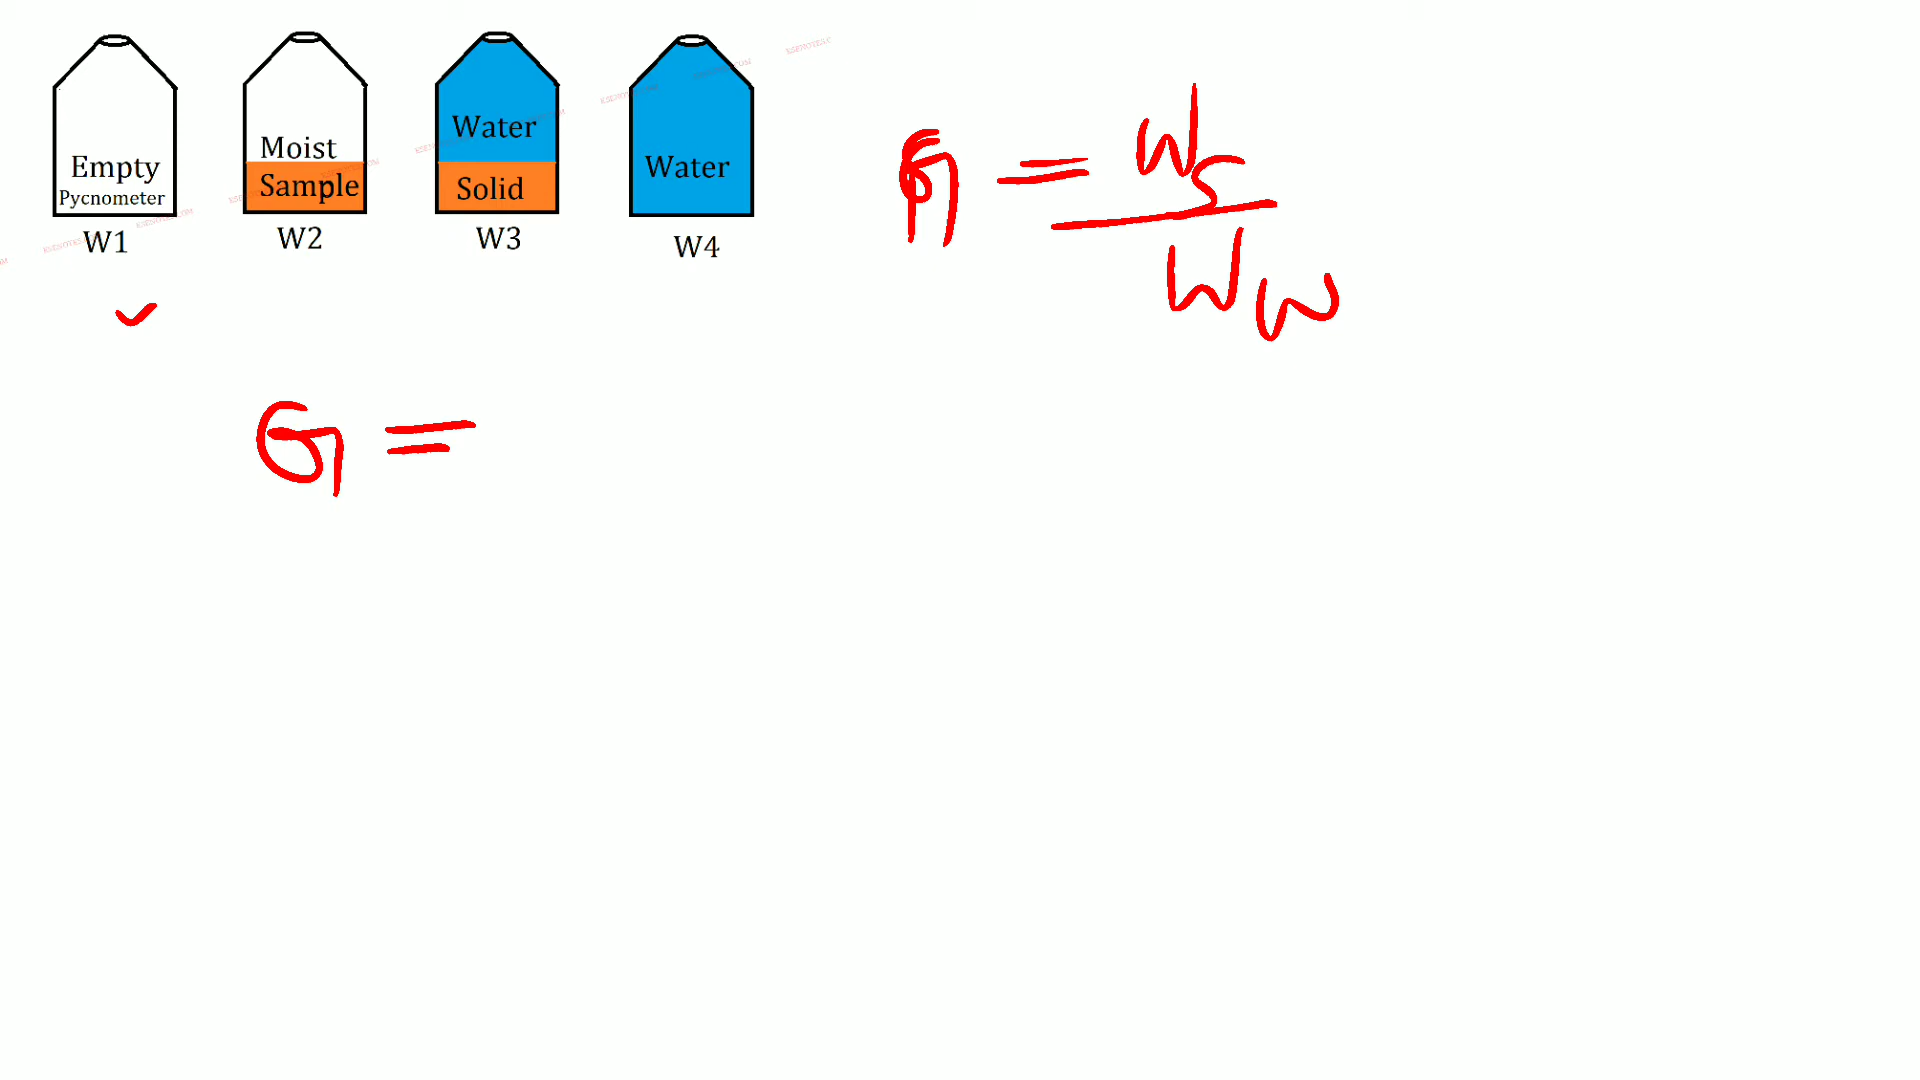 Empty
Pycnometer
W1
Moist
Sample
W2
Water
Solid
W3
Water
W4
G = Ws
Ww
G =